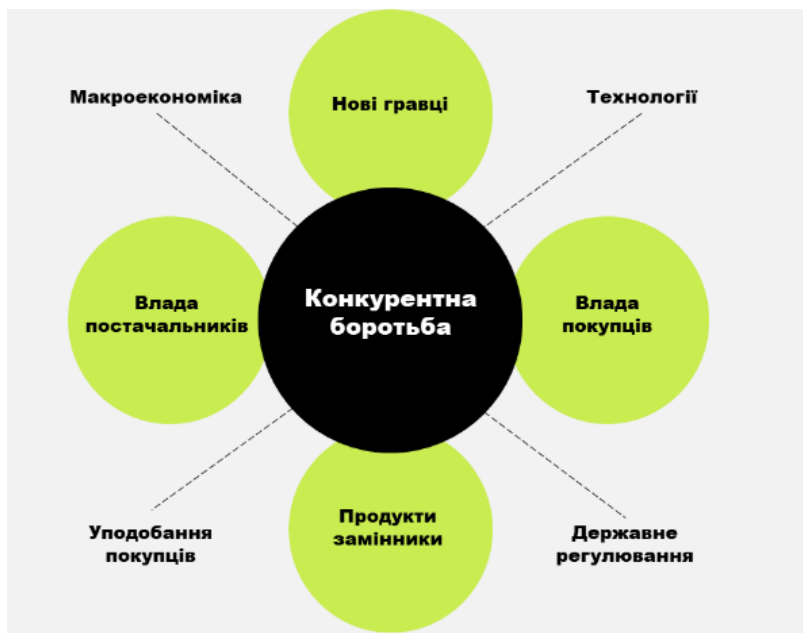 Макроекономіка
Нові гравці
Технології
Влада
постачальників
Конкурентна
боротьба
Влада
покупців
Уподобання
покупців
Продукти
замінники
Державне
регулювання